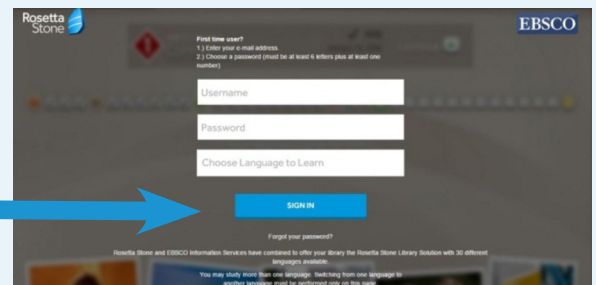 Rosetta
Stone
EBSCO
First time user?
1.) Enter your e-mail address
2.) Choose a password (must be at least 6 letters plus at least one
number)
Username
Password
Choose Language to Learn
SIGN IN
Forgot your password?
Rosetta Stone and EBSCO Information Services have combined to offer your library the Rosetta Stone Library Solution with 30 different
languages available.
You may study more than one language. Switching from one language to
another language must be performed only on this page.